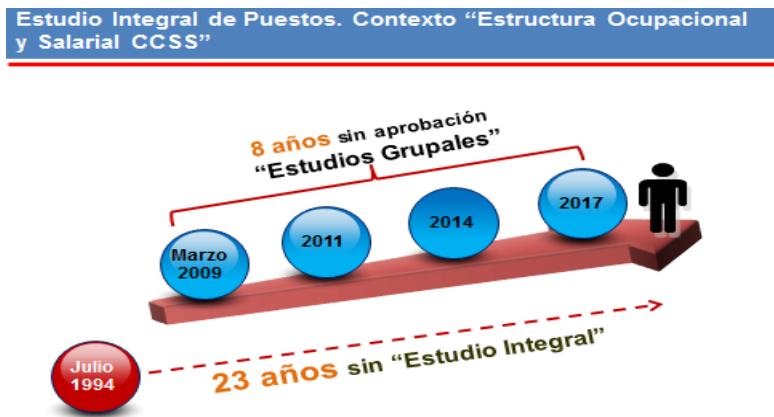 Estudio Integral de Puestos. Contexto “Estructura Ocupacional
y Salarial CCSS”
8 años sin aprobación
“Estudios Grupales”
Marzo
2009
2011
2014
2017
Julio
1994
23 años sin “Estudio Integral”